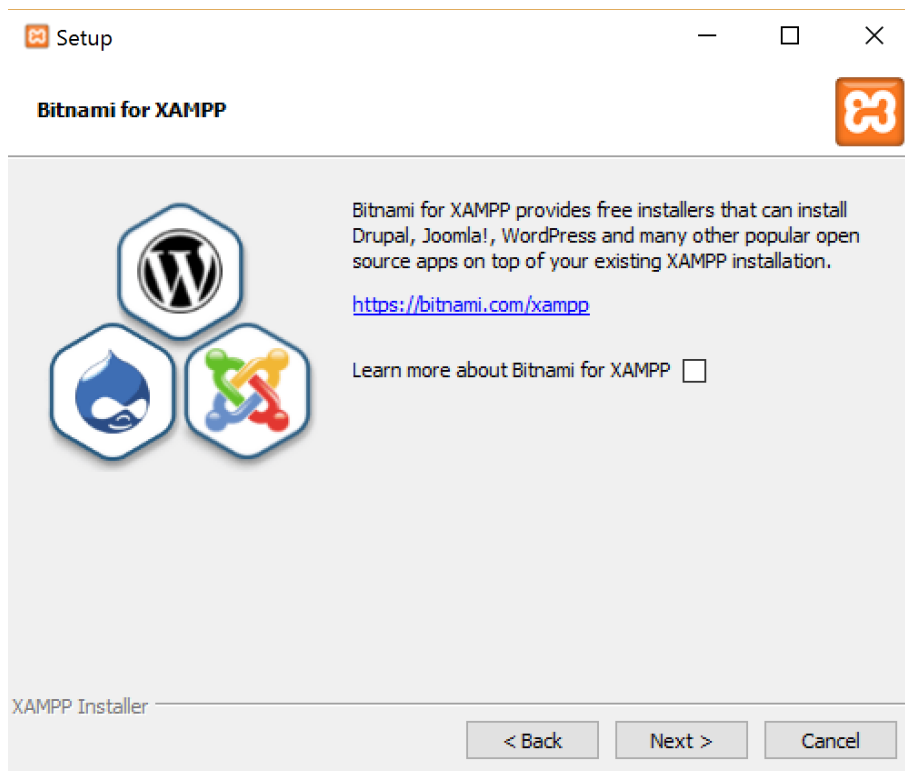 Setup
Bitnami for XAMPP
Bitnami for XAMPP provides free installers that can install
Drupal, Joomla!, WordPress and many other popular open
source apps on top of your existing XAMPP installation.
https://bitnami.com/xampp
Learn more about Bitnami for XAMPP
XAMPP Installer
< Back
Next >
Cancel